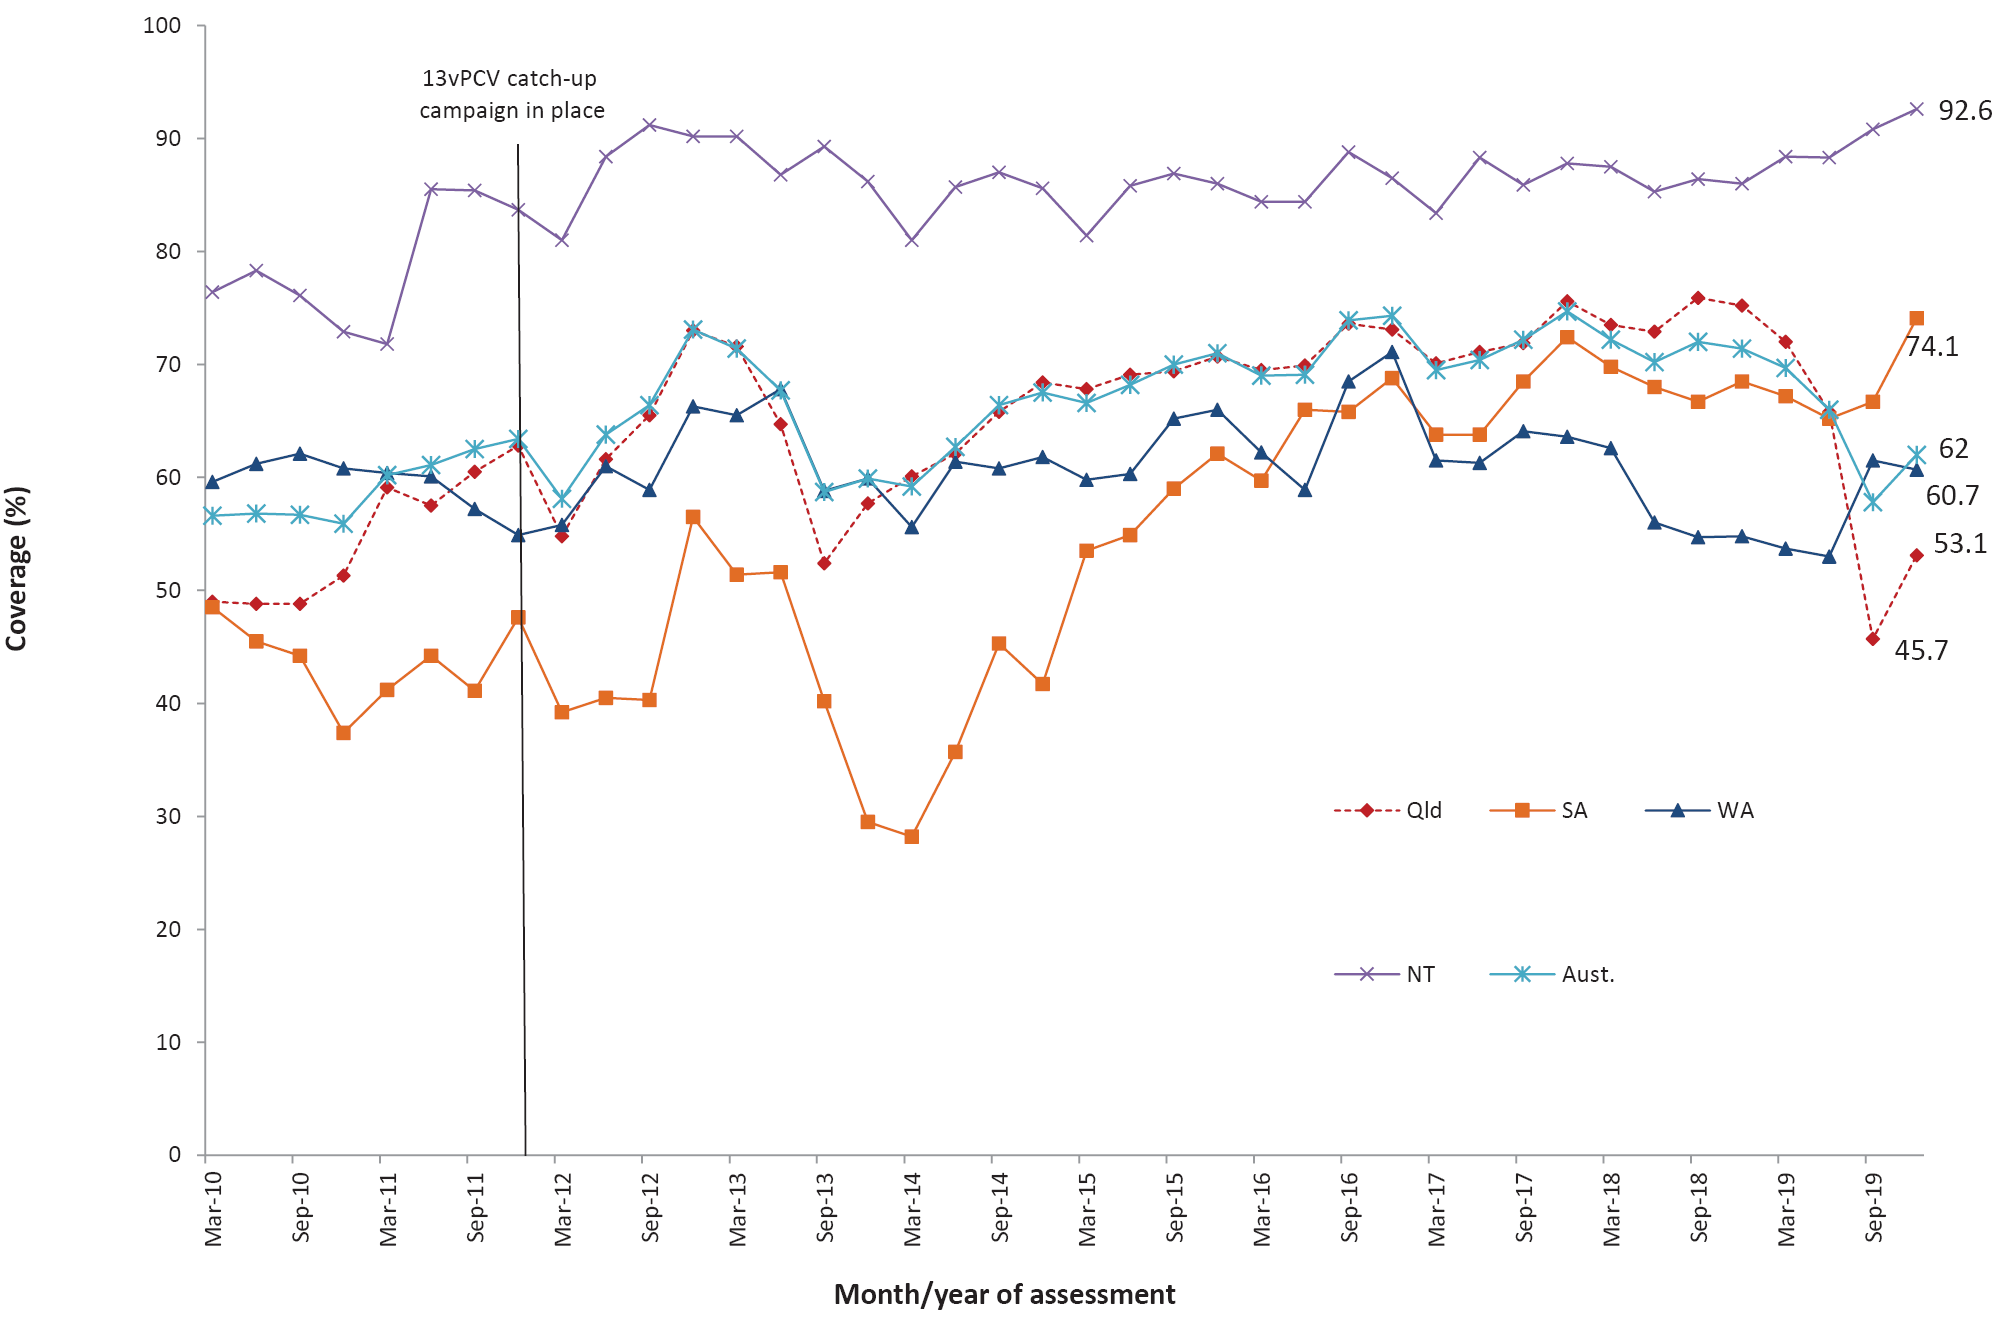 100
90
80
70
60
50
40
30
20
10
0
Coverage (%)
13vPCV catch-up
campaign in place
92.6
74.1
62
60.7
53.1
45.7
Qld
SA
WA
NT
Aust.
Mar-10
Sep-10
Mar-11
Sep-11
Mar-12
Sep-12
Mar-13
Sep-13
Mar-14
Sep-14
Mar-15
Sep-15
Mar-16
Sep-16
Mar-17
Sep-17
Mar-18
Sep-18
Mar-19
Sep-19
Month/year of assessment